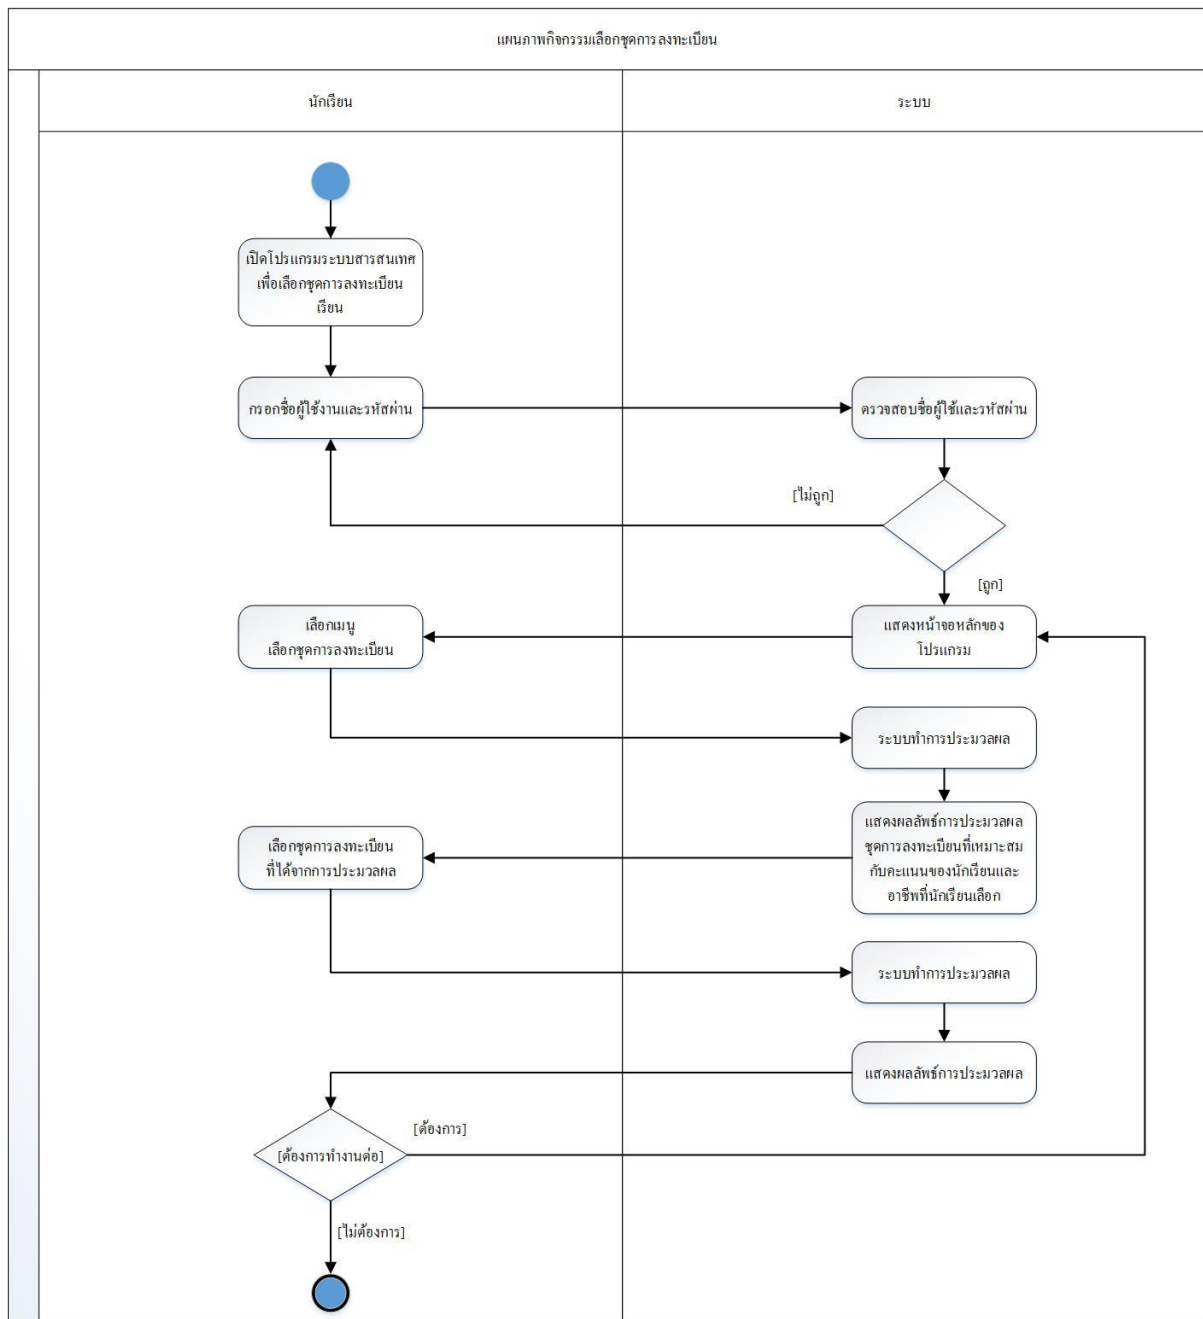 แผนภาพกิจกรรมเลือกชุดการลงทะเบียน
นักเรียน
ระบบ
เปิดโปรแกรมระบบสารสนเทศ
เพื่อเลือกชุดการลงทะเบียน
เรียน
กรอกชื่อผู้ใช้งานและรหัสผ่าน
ตรวจสอบชื่อผู้ใช้และรหัสผ่าน
[ไม่ถูก]
[ถูก]
แสดงหน้าจอหลักของ
โปรแกรม
เลือกเมนู
เลือกชุดการลงทะเบียน
ระบบทำการประมวลผล
แสดงผลลัพธ์การประมวลผล
ชุดการลงทะเบียนที่เหมาะสม
กับคะแนนของนักเรียนและ
อาชีพที่นักเรียนเลือก
เลือกชุดการลงทะเบียน
ที่ได้จากการประมวลผล
ระบบทำการประมวลผล
แสดงผลลัพธ์การประมวลผล
[ต้องการทำงานต่อ]
[ต้องการ]
[ไม่ต้องการ]